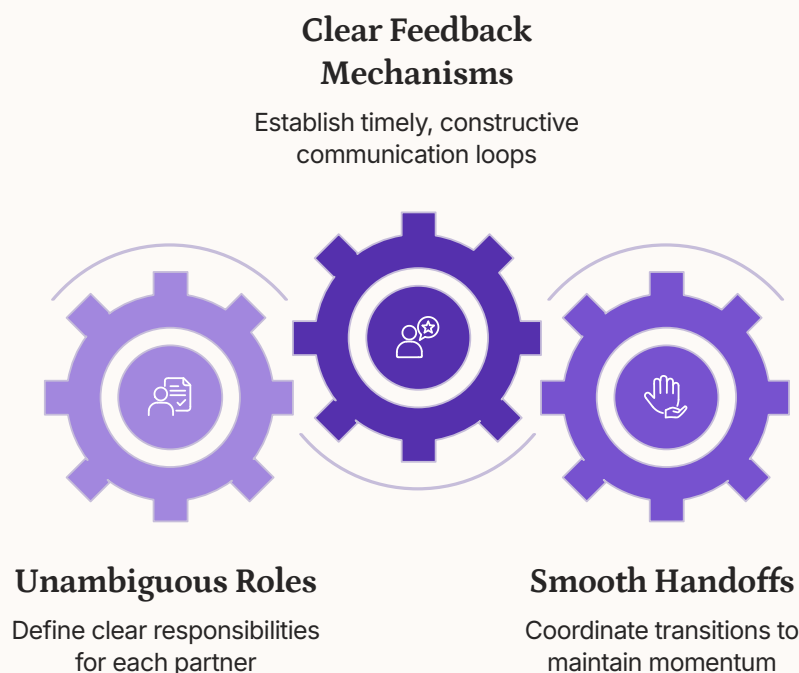 Clear Feedback
Mechanisms
Establish timely, constructive
communication loops
Unambiguous Roles
Define clear responsibilities
for each partner
Smooth Handoffs
Coordinate transitions to
maintain momentum